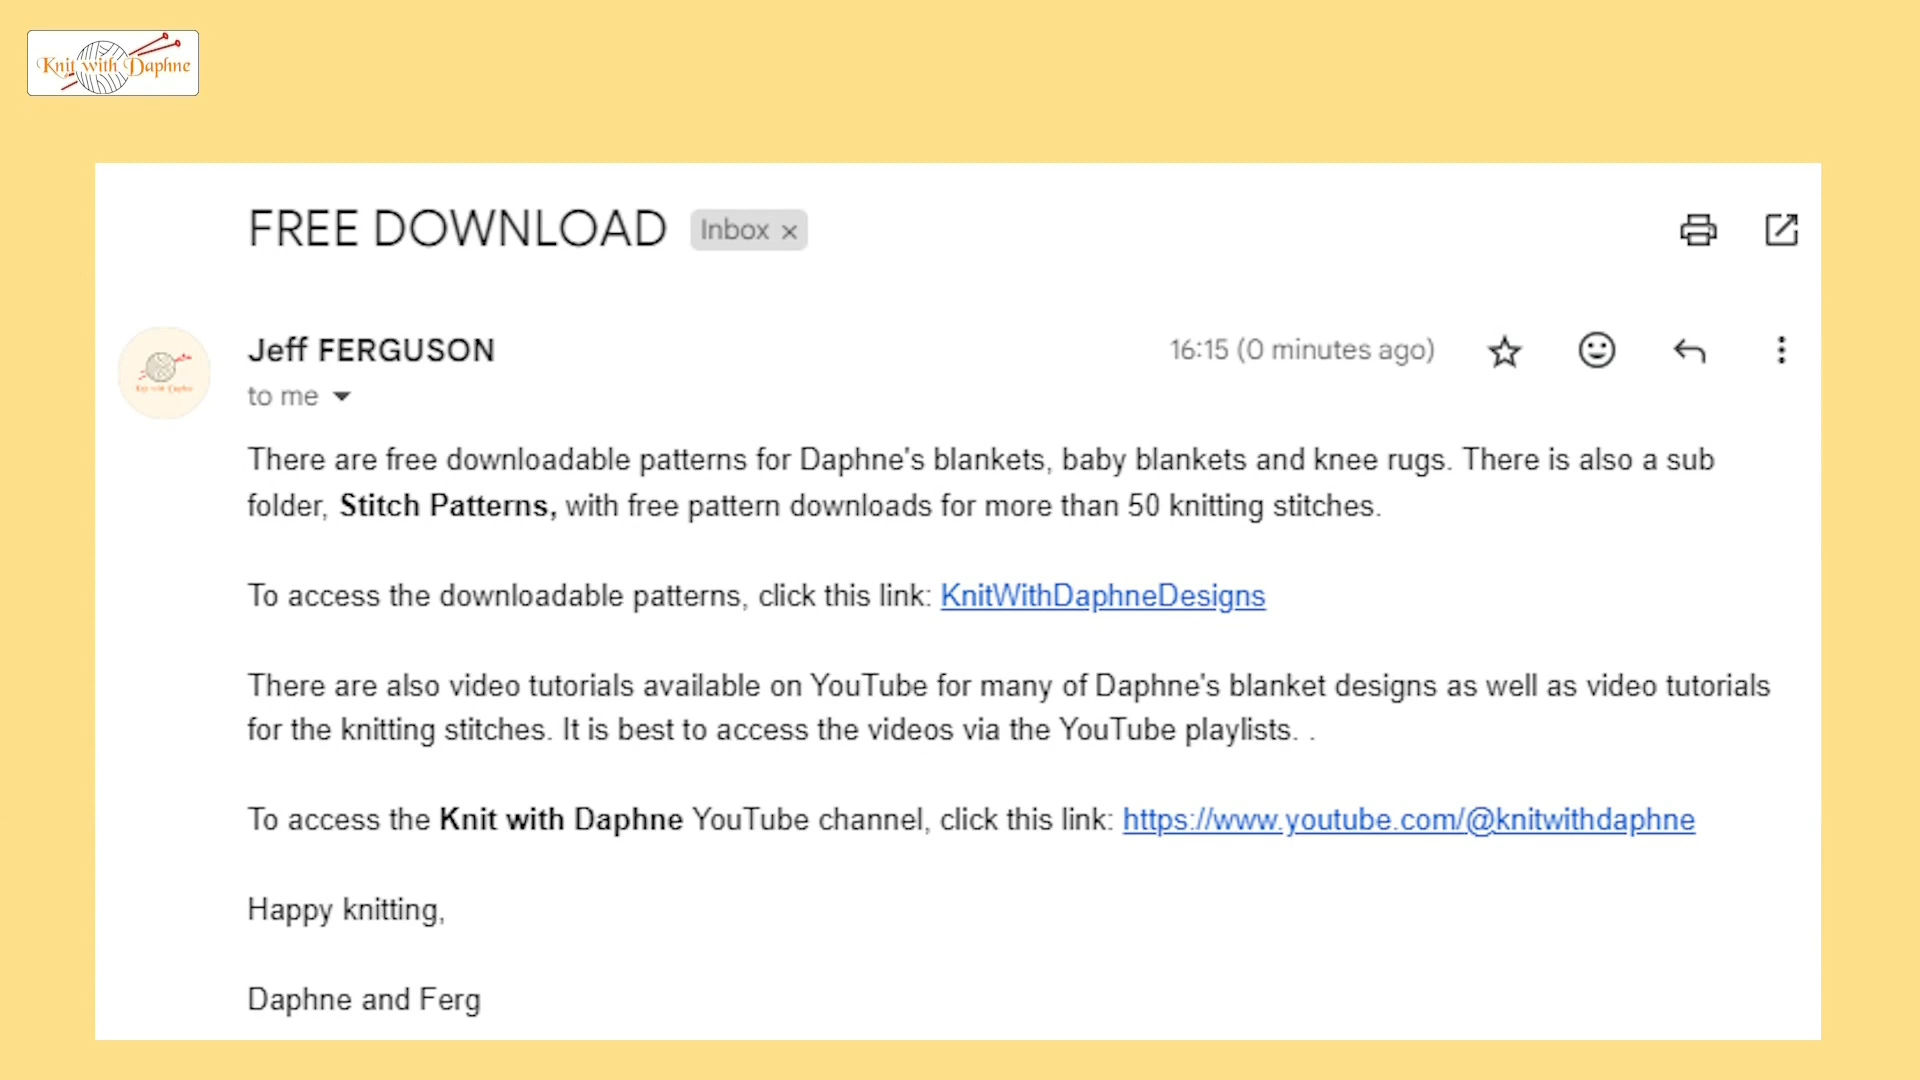 Knit with Daphne
FREE DOWNLOAD Inbox ×
Jeff FERGUSON 16:15 (0 minutes ago)
to me
Knit with Daphne
There are free downloadable patterns for Daphne's blankets, baby blankets and knee rugs. There is also a sub
folder, Stitch Patterns, with free pattern downloads for more than 50 knitting stitches.
To access the downloadable patterns, click this link: KnitWithDaphneDesigns
There are also video tutorials available on YouTube for many of Daphne's blanket designs as well as video tutorials
for the knitting stitches. It is best to access the videos via the YouTube playlists. .
To access the Knit with Daphne YouTube channel, click this link: https://www.youtube.com/@knitwithdaphne
Happy knitting,
Daphne and Ferg